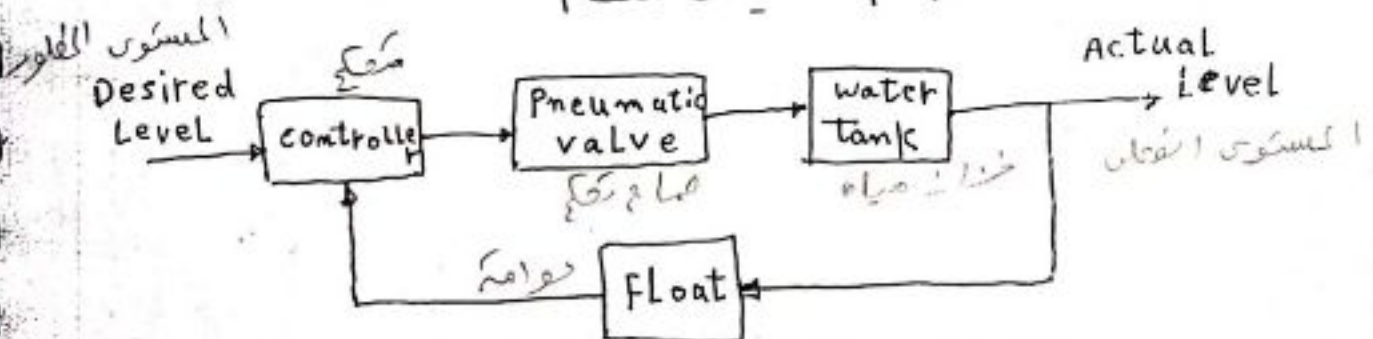 المستوى المطلوب
Desired
Level
متحكم
controller
Pneumatic
valve
صمام تحكم
water
tank
خزان مياه
Actual
Level
المستوى الفعلي
Float
عوامة